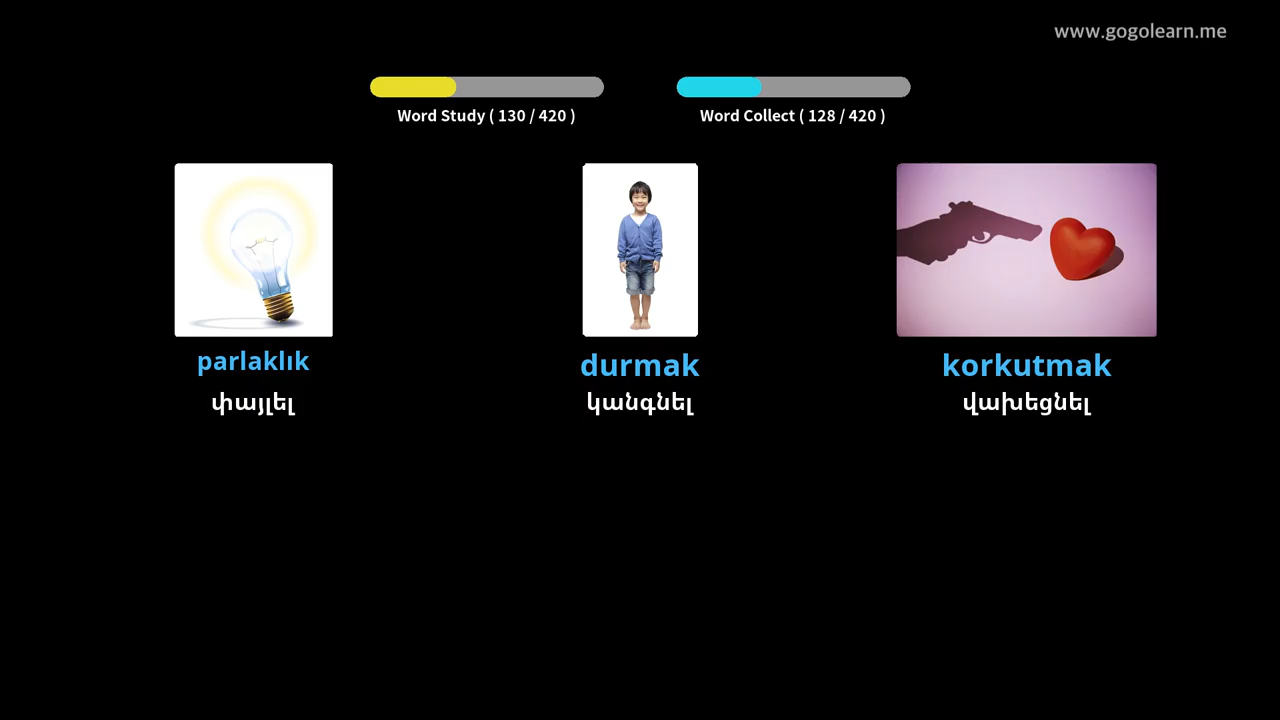 www.gogolearn.me
Word Study ( 130 / 420 )
Word Collect ( 128 / 420 )
parlaklık
durmak
korkutmak
փայլել
կանգնել
վախեցնել